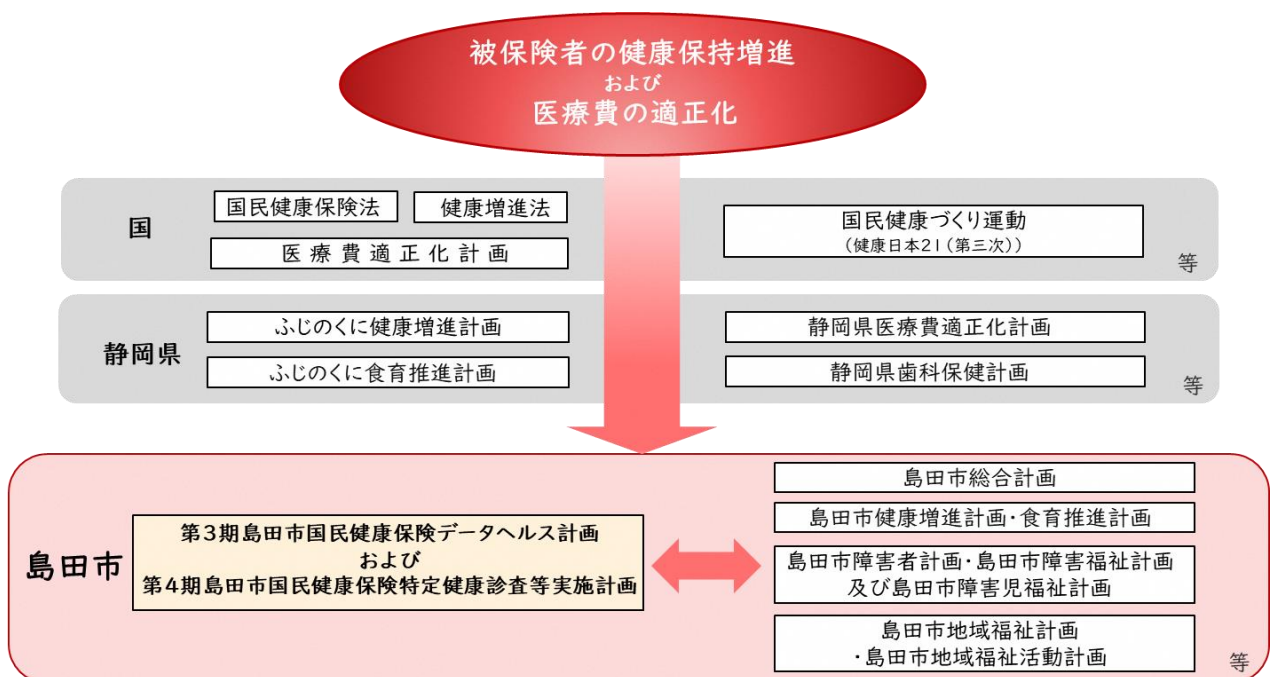 被保険者の健康保持増進
および
医療費の適正化
国
国民健康保険法
健康増進法
医療費適正化計画
国民健康づくり運動
(健康日本21(第三次))
等
静岡県
ふじのくに健康増進計画
ふじのくに食育推進計画
静岡県医療費適正化計画
静岡県歯科保健計画
等
島田市
第3期島田市国民健康保険データヘルス計画
および
第4期島田市国民健康保険特定健康診査等実施計画
島田市総合計画
島田市健康増進計画・食育推進計画
島田市障害者計画・島田市障害福祉計画
及び島田市障害児福祉計画
島田市地域福祉計画
・島田市地域福祉活動計画
等